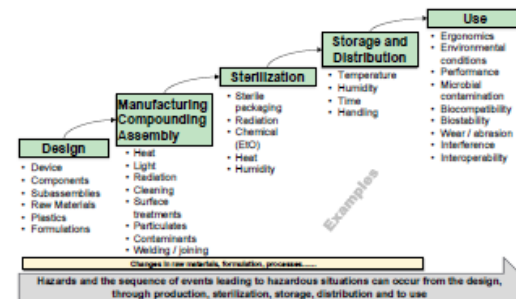 Design
• Device
• Components
• Subassemblies
• Raw Materials
• Plastics
• Formulations
Manufacturing
Compounding
Assembly
• Heat
• Light
• Radiation
• Cleaning
• Surface
treatments
• Particulates
• Contaminants
• Welding / joining
Sterilization
• Sterile
packaging
• Radiation
• Chemical
(EtO)
• Heat
• Humidity
Storage and
Distribution
• Temperature
• Humidity
• Time
• Handling
Use
• Ergonomics
• Environmental
conditions
• Performance
• Microbial
contamination
• Biocompatibility
• Biostability
• Wear / abrasion
• Interference
• Interoperability
Examples
Changes in raw materials, formulation, processes......
Hazards and the sequence of events leading to hazardous situations can occur from the design,
through production, sterilization, storage, distribution and to use